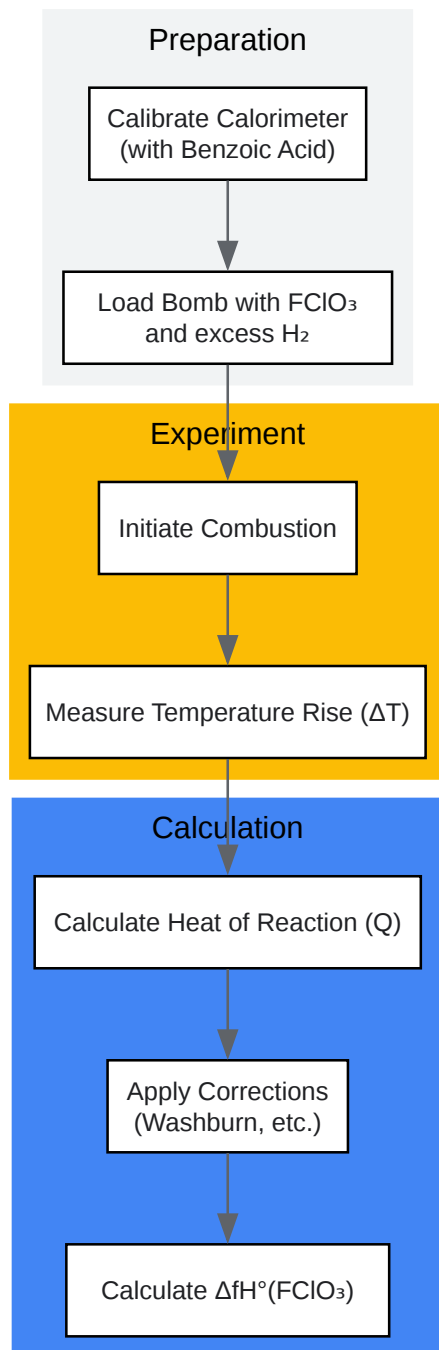 Preparation
Calibrate Calorimeter
(with Benzoic Acid)
Load Bomb with FClO₃
and excess H₂
Experiment
Initiate Combustion
Measure Temperature Rise (ΔT)
Calculation
Calculate Heat of Reaction (Q)
Apply Corrections
(Washburn, etc.)
Calculate ΔfH°(FClO₃)